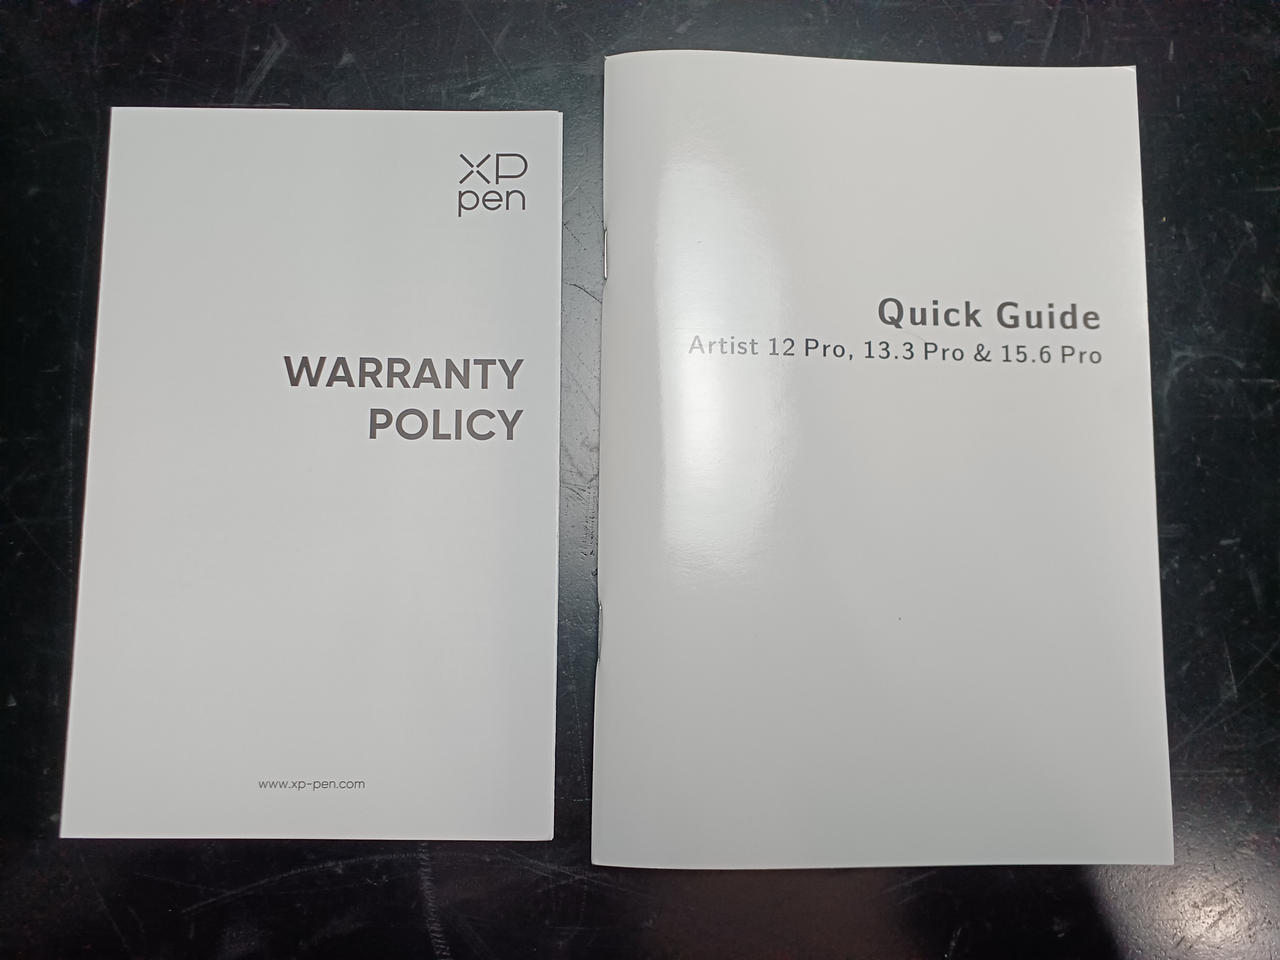 XP
pen
WARRANTY
POLICY
www.xp-pen.com
Quick Guide
Artist 12 Pro, 13.3 Pro & 15.6 Pro